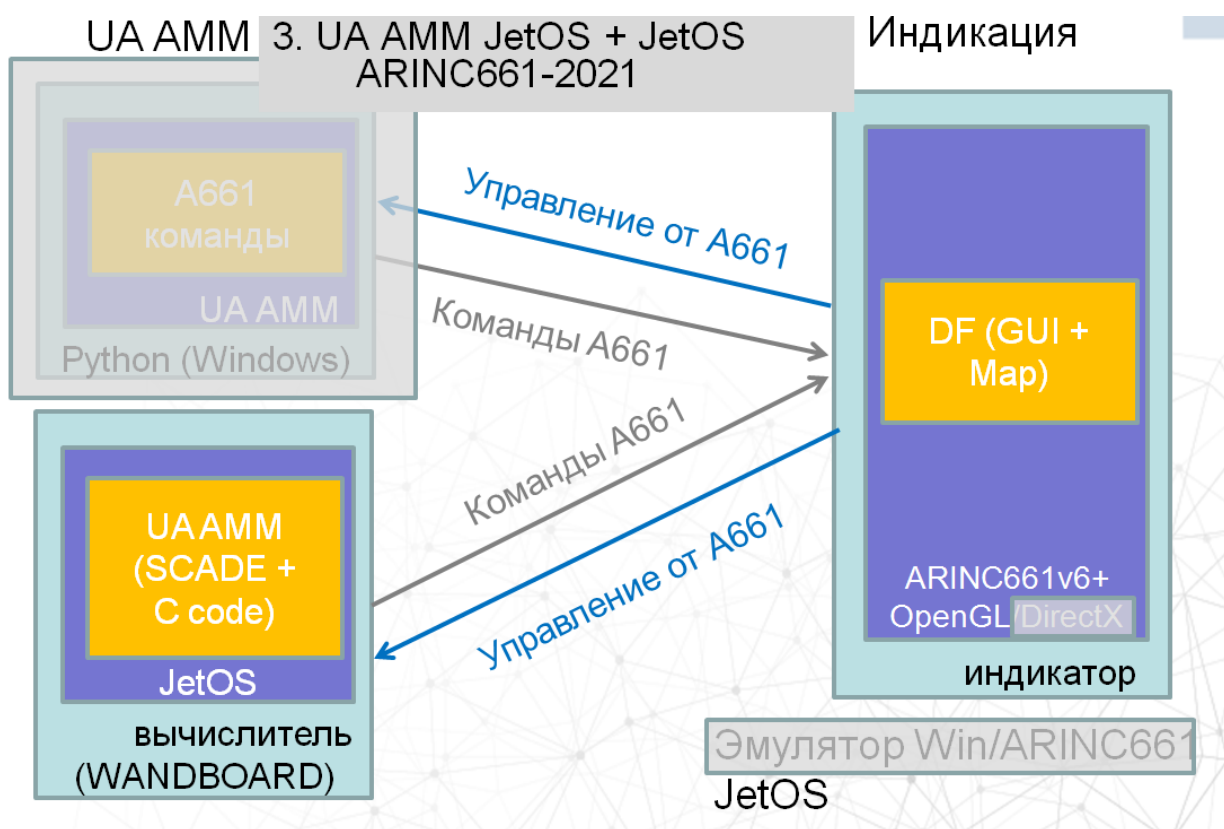 UA AMM
3. UA AMM JetOS + JetOS
ARINC661-2021
Индикация
A661
команды
UA AMM
Python (Windows)
Управление от A661
Команды A661
Команды A661
Управление от A661
DF (GUI +
Map)
ARINC661v6+
OpenGL/DirectX
индикатор
UA AMM
(SCADE +
C code)
JetOS
вычислитель
(WANDBOARD)
Эмулятор Win/ARINC661
JetOS